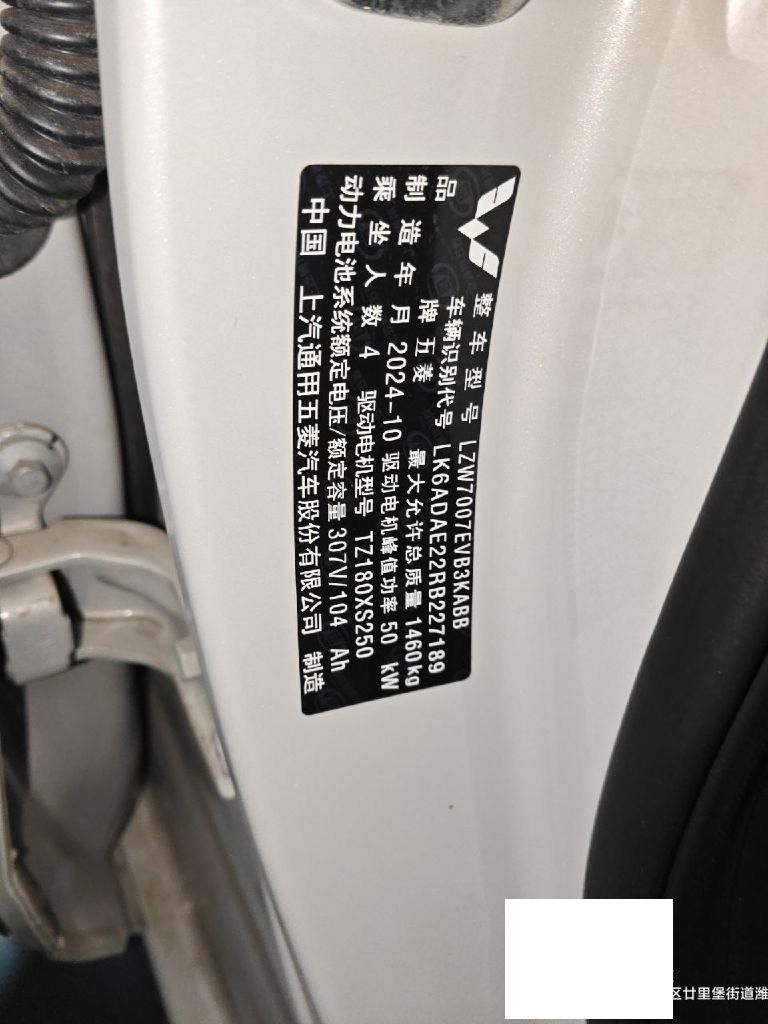 整车型号 LZW7007EVB3KABB
车辆识别代号 LK6ADAE22RB227189
品牌 五菱 最大允许总质量 1460kg
制造年月 2024-10 驱动电机峰值功率 50 kW
乘坐人数 4 驱动电机型号 TZ180XS250
动力电池系统额定电压/额定容量 307V/104 Ah
中国 上汽通用五菱汽车股份有限公司 制造
区廿里堡街道潍